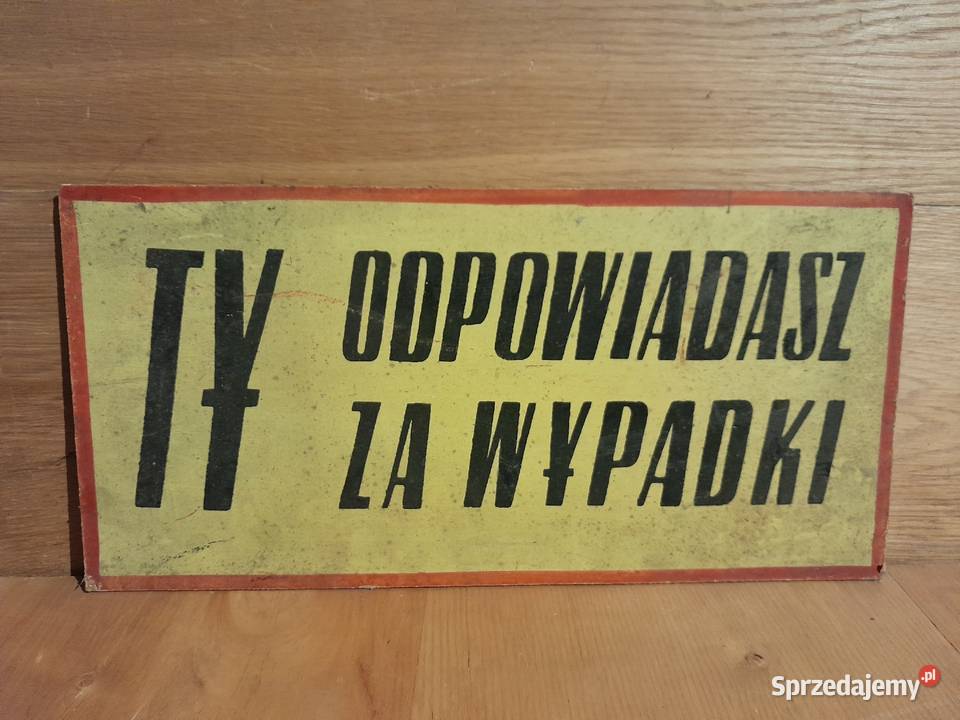 TY ODPOWIADASZ
ZA WYPADKI
Sprzedajemy.pl